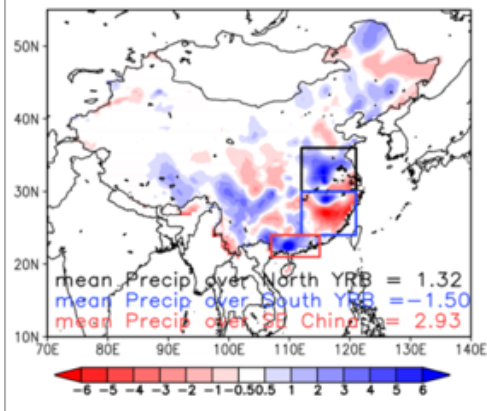 50N
40N
30N
20N
mean Precip over North YRB = 1.32
mean Precip over South YRB =-1.50
mean Precip over SE China = 2.93
10N
70E 80E 90E 100E 110E 120E 130E 140E
-6 -5 -4 -3 -2 -1 -0.5 0.5 1 2 3 4 5 6